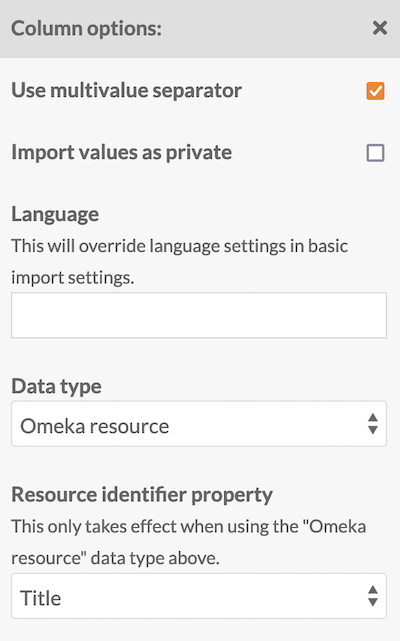 Column options:
Use multivalue separator
Import values as private
Language
This will override language settings in basic
import settings.
Data type
Omeka resource
Resource identifier property
This only takes effect when using the "Omeka
resource" data type above.
Title